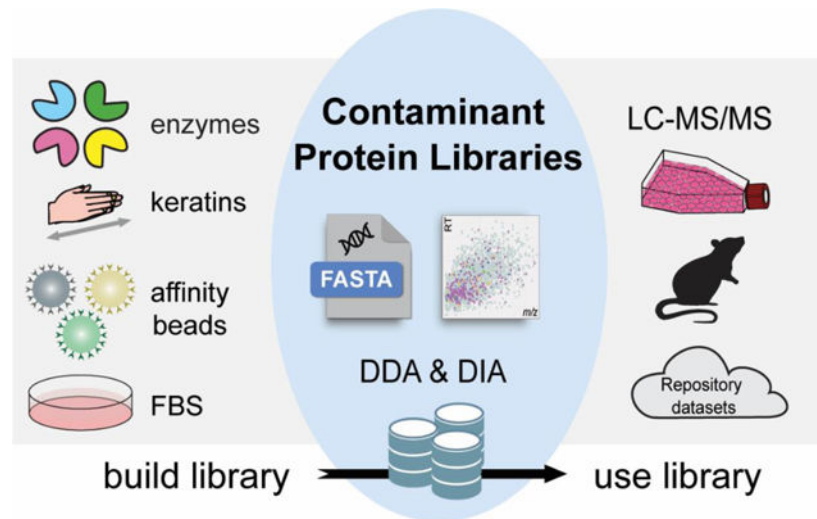 Contaminant
Protein Libraries
enzymes
keratins
affinity
beads
FBS
FASTA
RT
m/z
DDA & DIA
LC-MS/MS
Repository
datasets
build library
use library